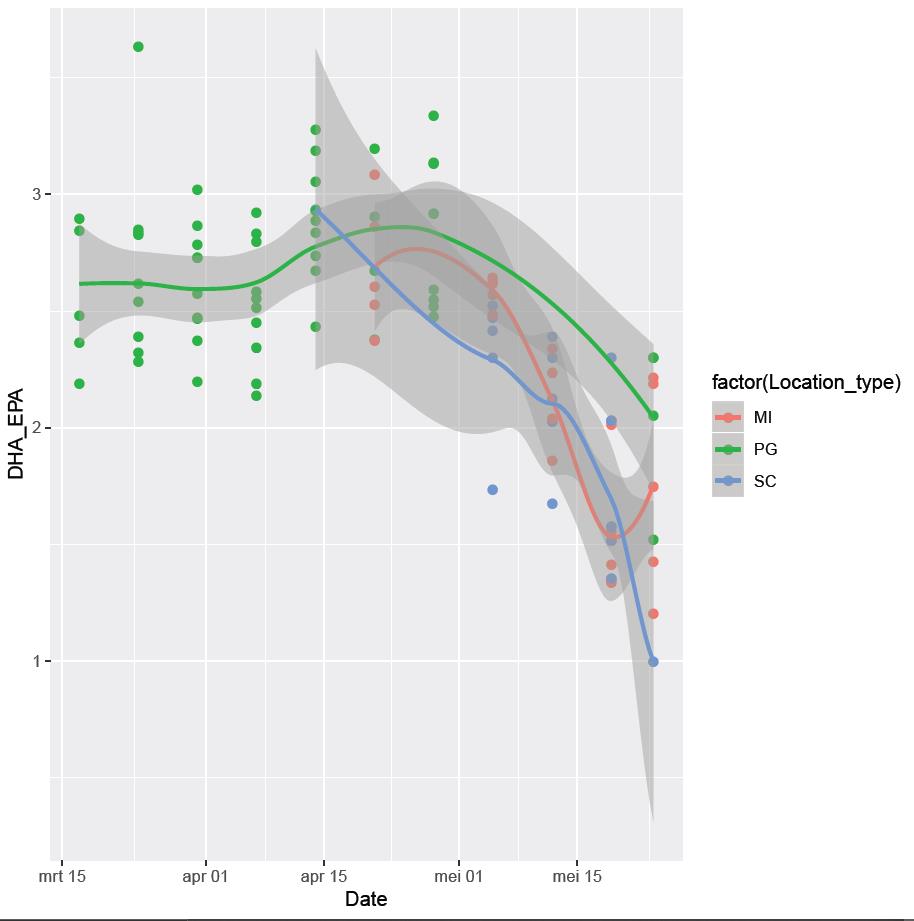 3
2
1
DHA_EPA
mrt 15
apr 01
apr 15
mei 01
mei 15
Date
factor(Location_type)
MI
PG
SC